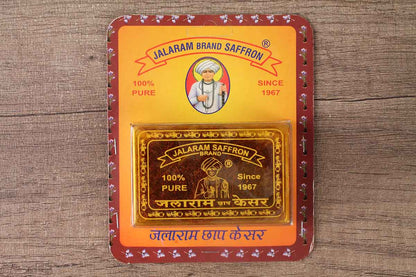 JALARAM BRAND SAFFRON ®
100% PURE
SINCE 1967
JALARAM SAFFRON
BRAND ®
100% PURE
Since 1967
जलाराम छाप केसर
जलाराम छाप केसर